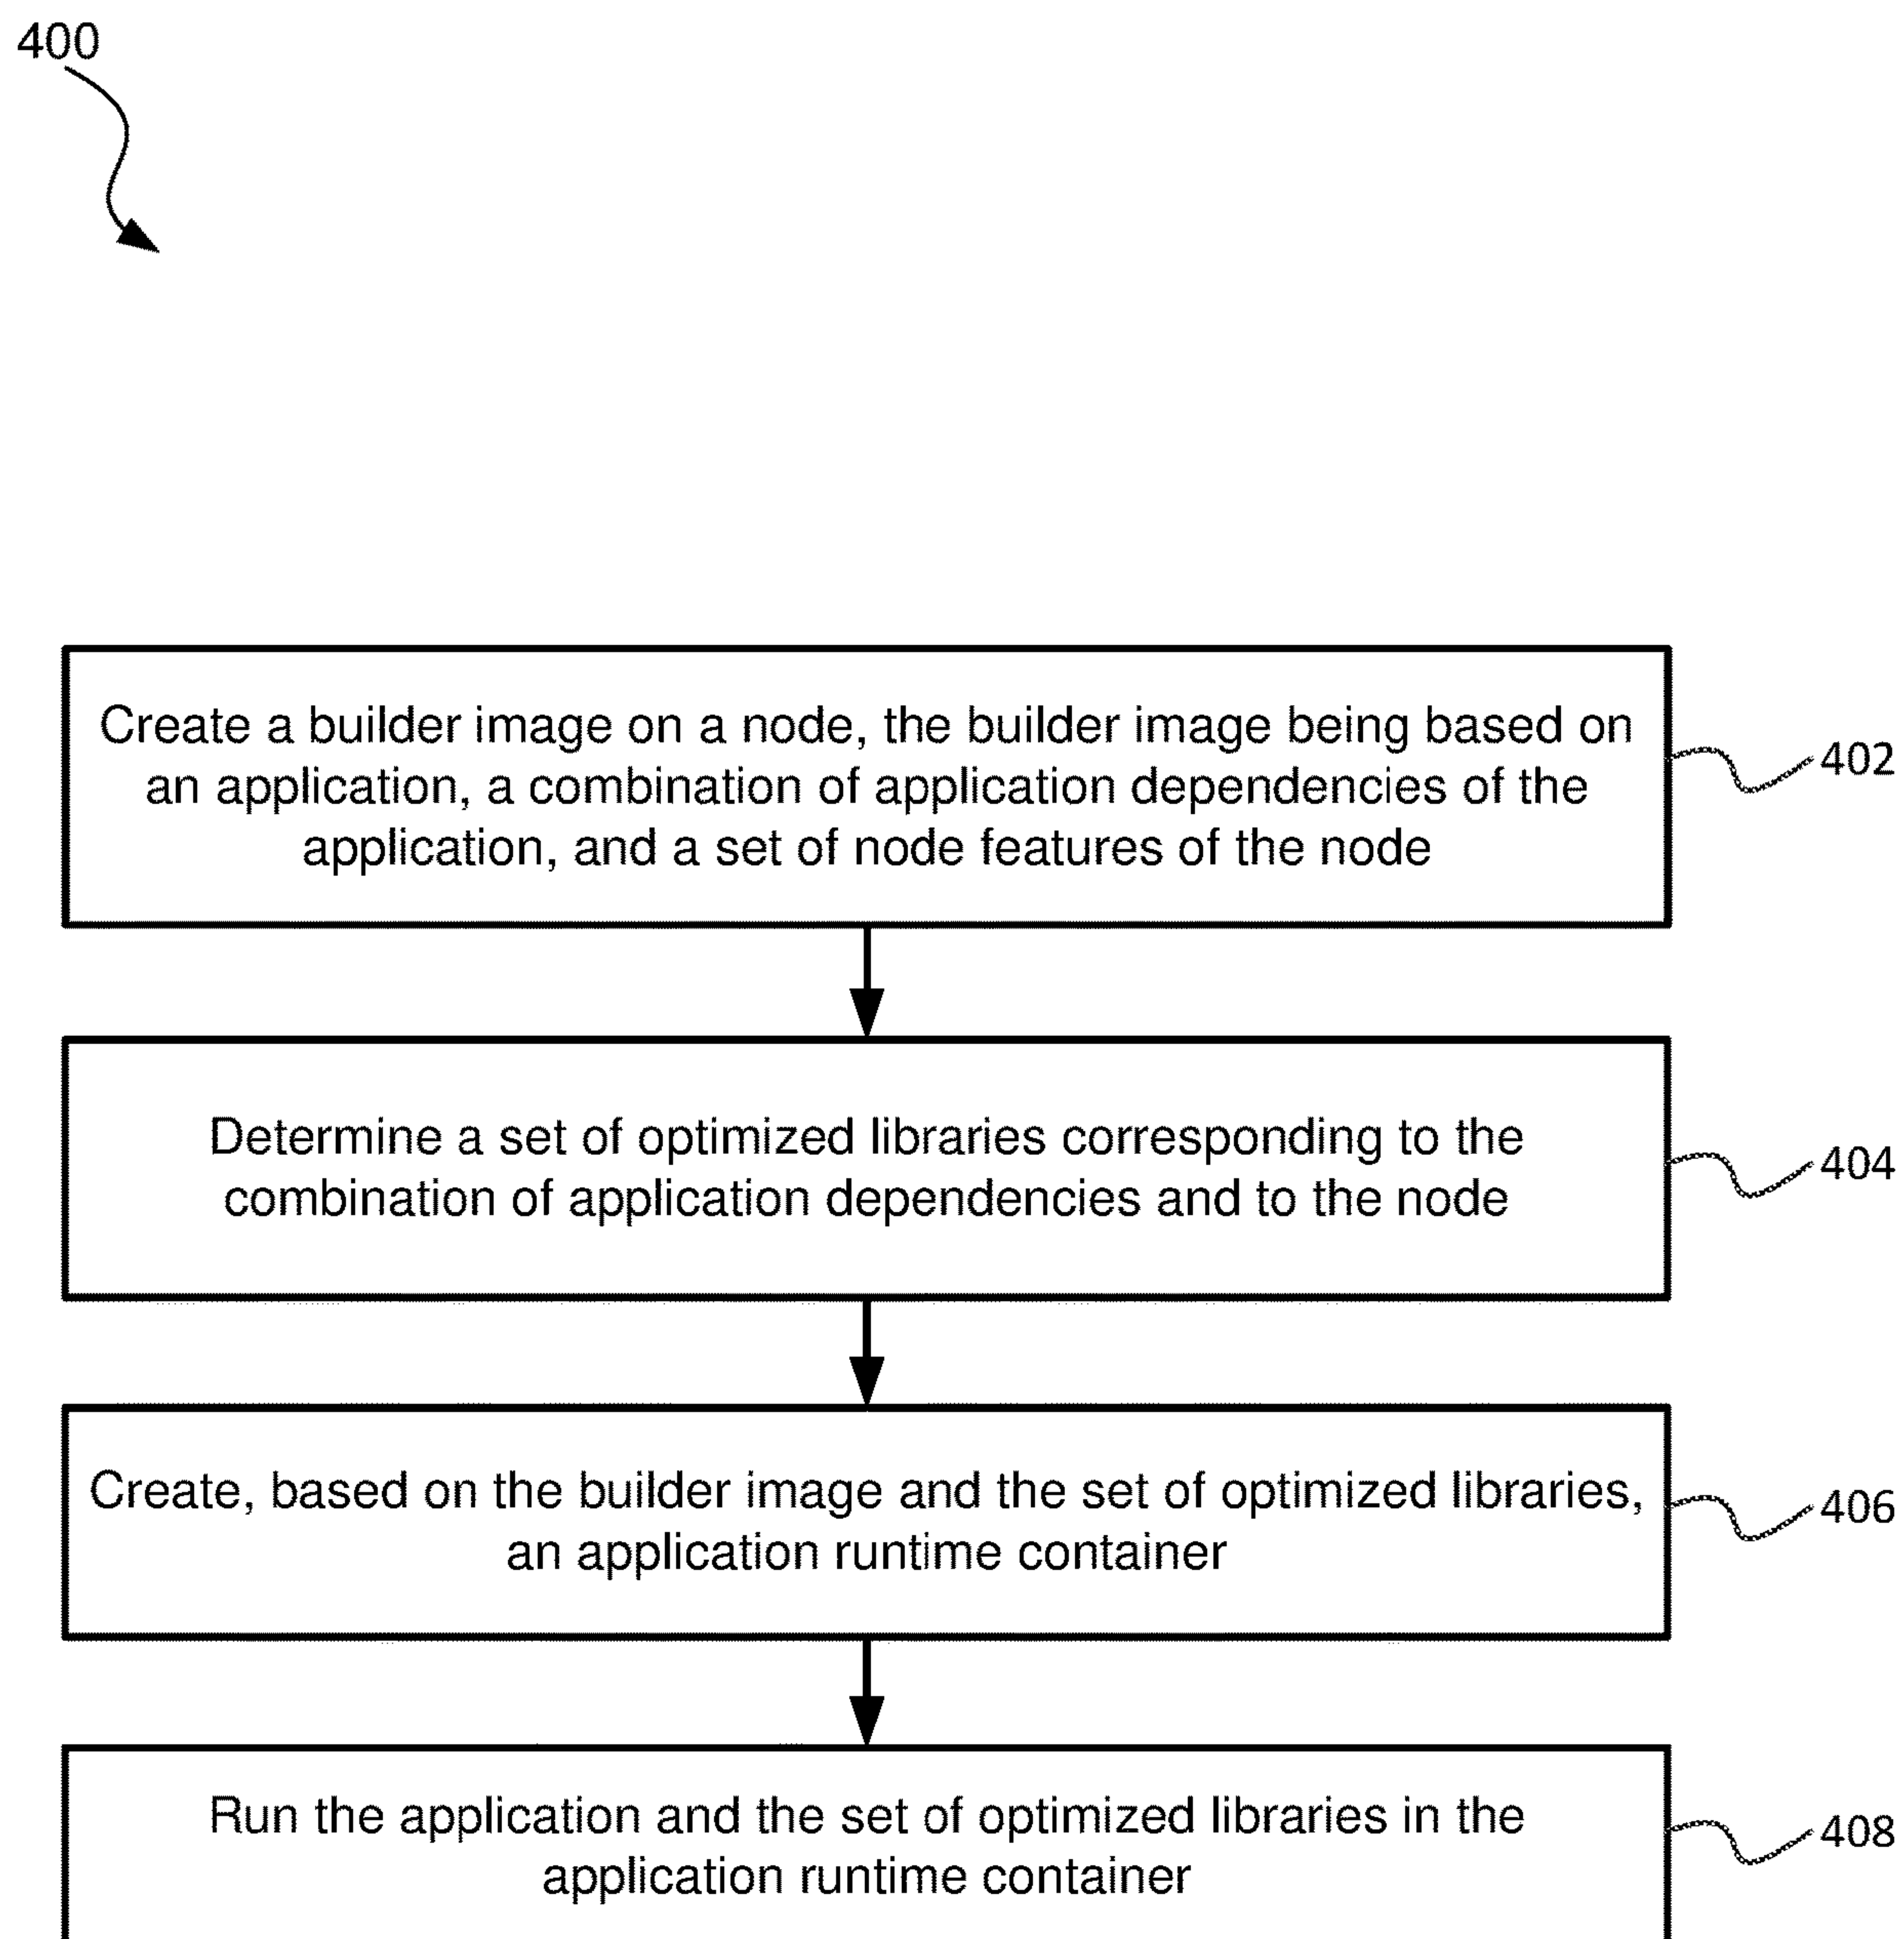 400
Create a builder image on a node, the builder image being based on
an application, a combination of application dependencies of the
application, and a set of node features of the node
402
Determine a set of optimized libraries corresponding to the
combination of application dependencies and to the node
404
Create, based on the builder image and the set of optimized libraries,
an application runtime container
406
Run the application and the set of optimized libraries in the
application runtime container
408